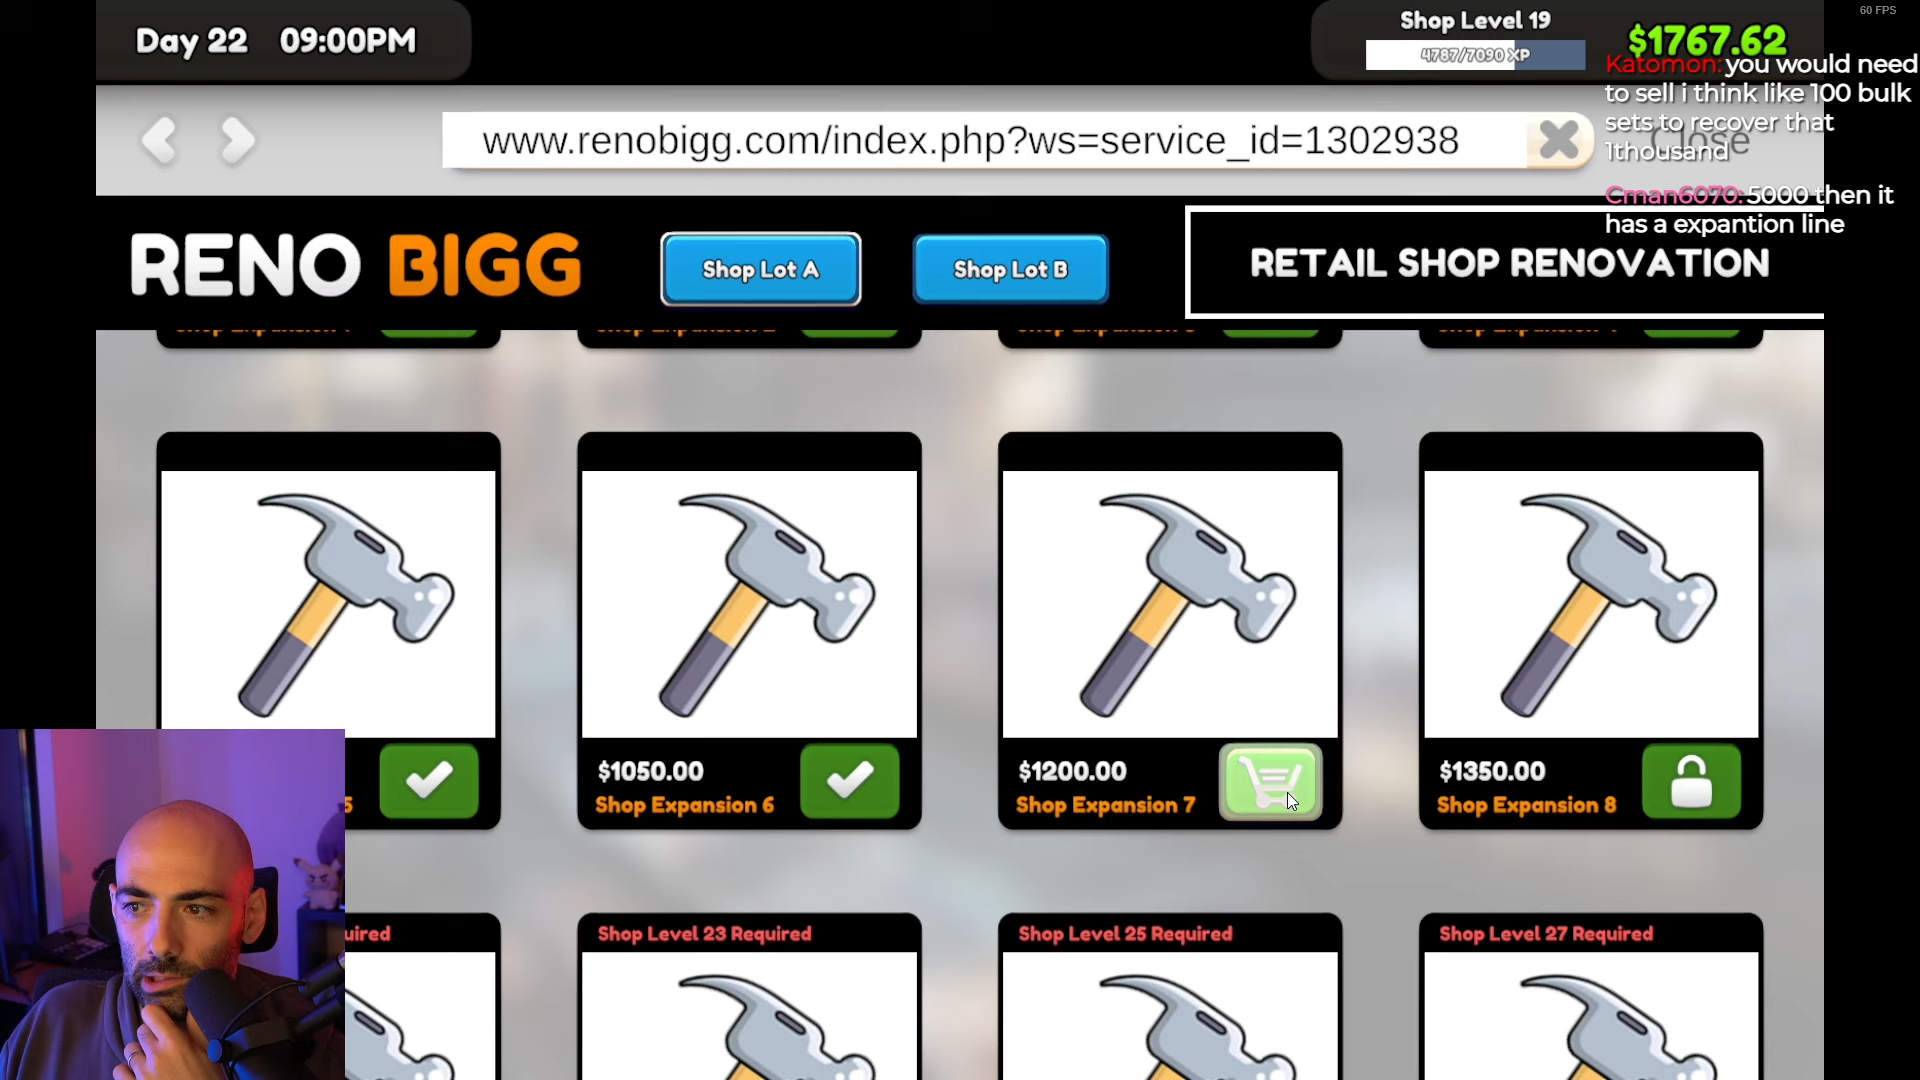 60 FPS
Day 22 09:00PM
Shop Level 19
4787/7090 XP
$1767.62
Katomon: you would need
to sell i think like 100 bulk
sets to recover that
1thousand
Cman6070: 5000 then it
has a expantion line
www.renobigg.com/index.php?ws=service_id=1302938
Close
RENO BIGG
Shop Lot A
Shop Lot B
RETAIL SHOP RENOVATION
5
$1050.00
Shop Expansion 6
$1200.00
Shop Expansion 7
$1350.00
Shop Expansion 8
Shop Level 23 Required
Shop Level 25 Required
Shop Level 27 Required